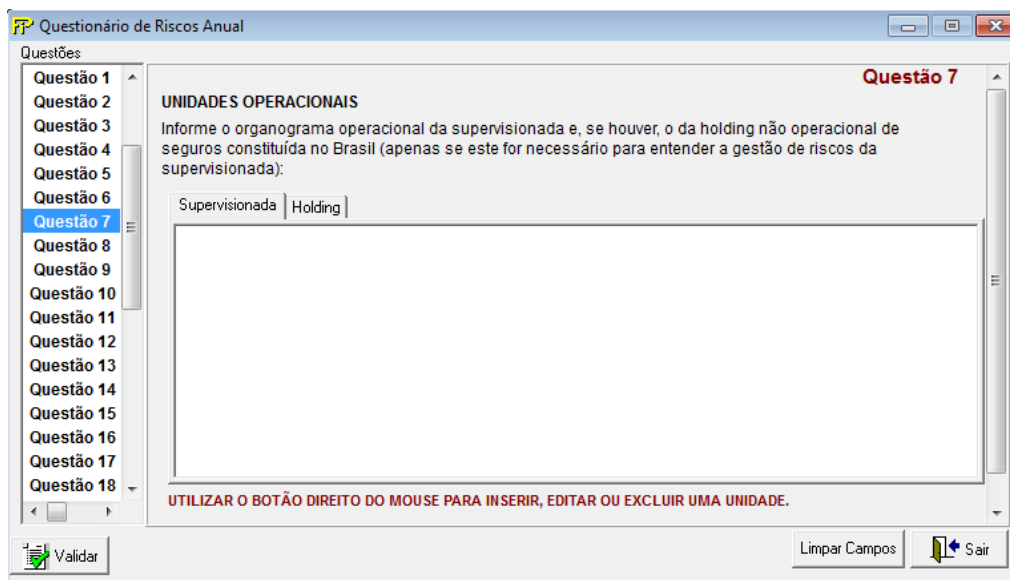 FP Questionário de Riscos Anual
Questões
Questão 1
Questão 2
Questão 3
Questão 4
Questão 5
Questão 6
Questão 7
Questão 8
Questão 9
Questão 10
Questão 11
Questão 12
Questão 13
Questão 14
Questão 15
Questão 16
Questão 17
Questão 18
Questão 7
UNIDADES OPERACIONAIS
Informe o organograma operacional da supervisionada e, se houver, o da holding não operacional de
seguros constituída no Brasil (apenas se este for necessário para entender a gestão de riscos da
supervisionada):
Supervisionada Holding
UTILIZAR O BOTÃO DIREITO DO MOUSE PARA INSERIR, EDITAR OU EXCLUIR UMA UNIDADE.
Validar Limpar Campos Sair